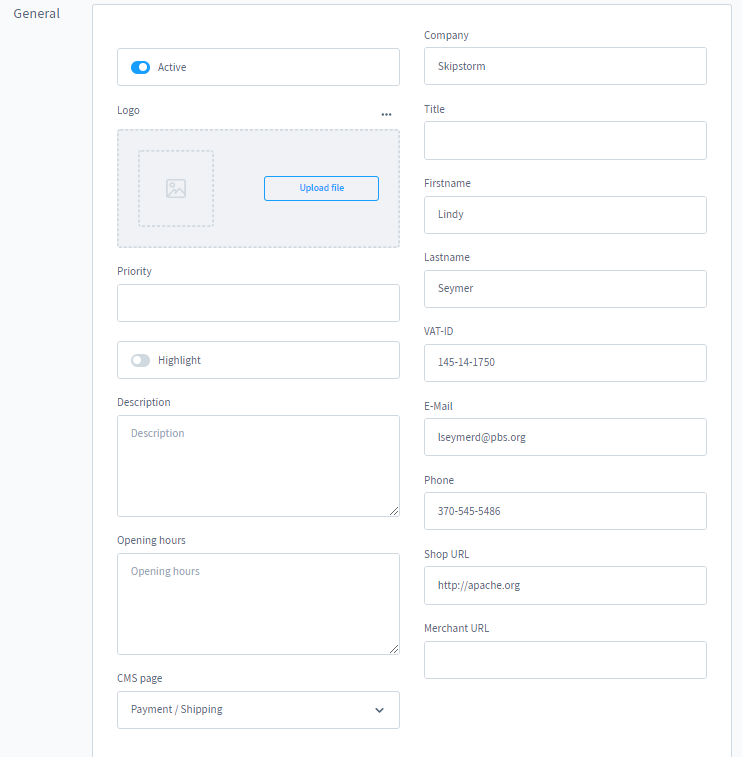 General
Active
Logo
...
Upload file
Priority
Highlight
Description
Description
Opening hours
Opening hours
CMS page
Payment / Shipping
Company
Skipstorm
Title
Firstname
Lindy
Lastname
Seymer
VAT-ID
145-14-1750
E-Mail
lseymerd@pbs.org
Phone
370-545-5486
Shop URL
http://apache.org
Merchant URL